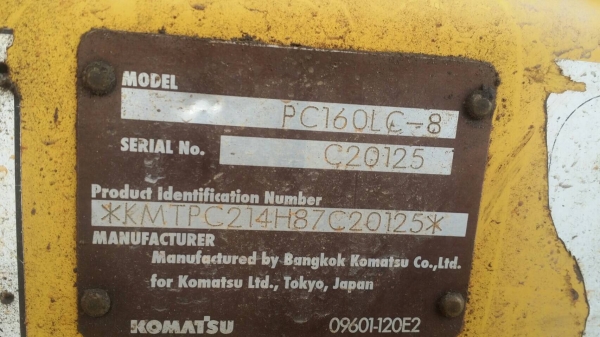 MODEL
PC160LC-8
SERIAL No.
C20125
Product Identification Number
*KMTPC214H87C20125*
MANUFACTURER
Manufactured by Bangkok Komatsu Co.,Ltd.
for Komatsu Ltd., Tokyo, Japan
KOMATSU 09601-120E2